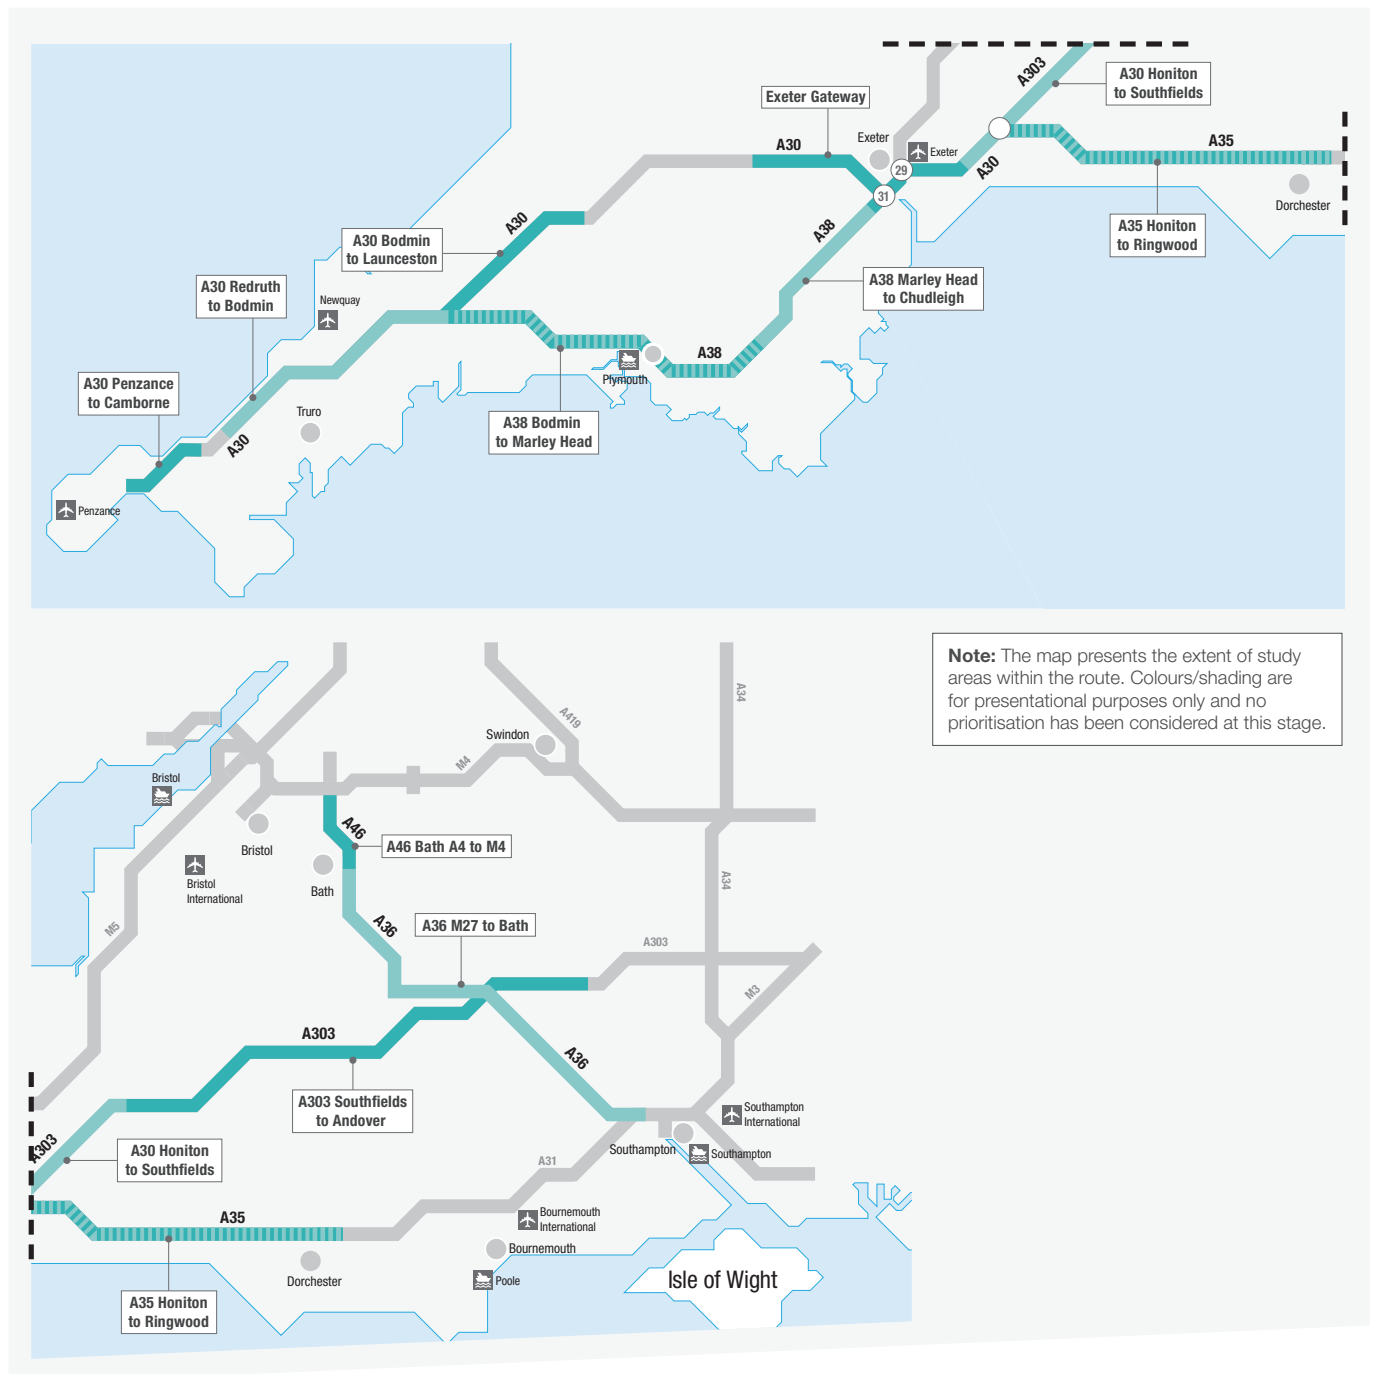 A303
A30 Honiton
to Southfields
Exeter Gateway
A30
Exeter
Exeter
A35
29
A30
31
Dorchester
A30
A38
A35 Honiton
to Ringwood
A30 Bodmin
to Launceston
A38 Marley Head
to Chudleigh
A30 Redruth
to Bodmin
Newquay
A38
Plymouth
A30 Penzance
to Camborne
Truro
A30
A38 Bodmin
to Marley Head
Penzance
Note: The map presents the extent of study
areas within the route. Colours/shading are
for presentational purposes only and no
prioritisation has been considered at this stage.
A34
A419
Swindon
M4
Bristol
A46
A46 Bath A4 to M4
Bristol
Bath
Bristol
International
A34
M5
A36
A36 M27 to Bath
A303
M3
A303
A36
A303 Southfields
to Andover
Southampton
International
A303
A30 Honiton
to Southfields
Southampton
Southampton
A31
A35
Bournemouth
International
Bournemouth
Dorchester
Poole
Isle of Wight
A35 Honiton
to Ringwood